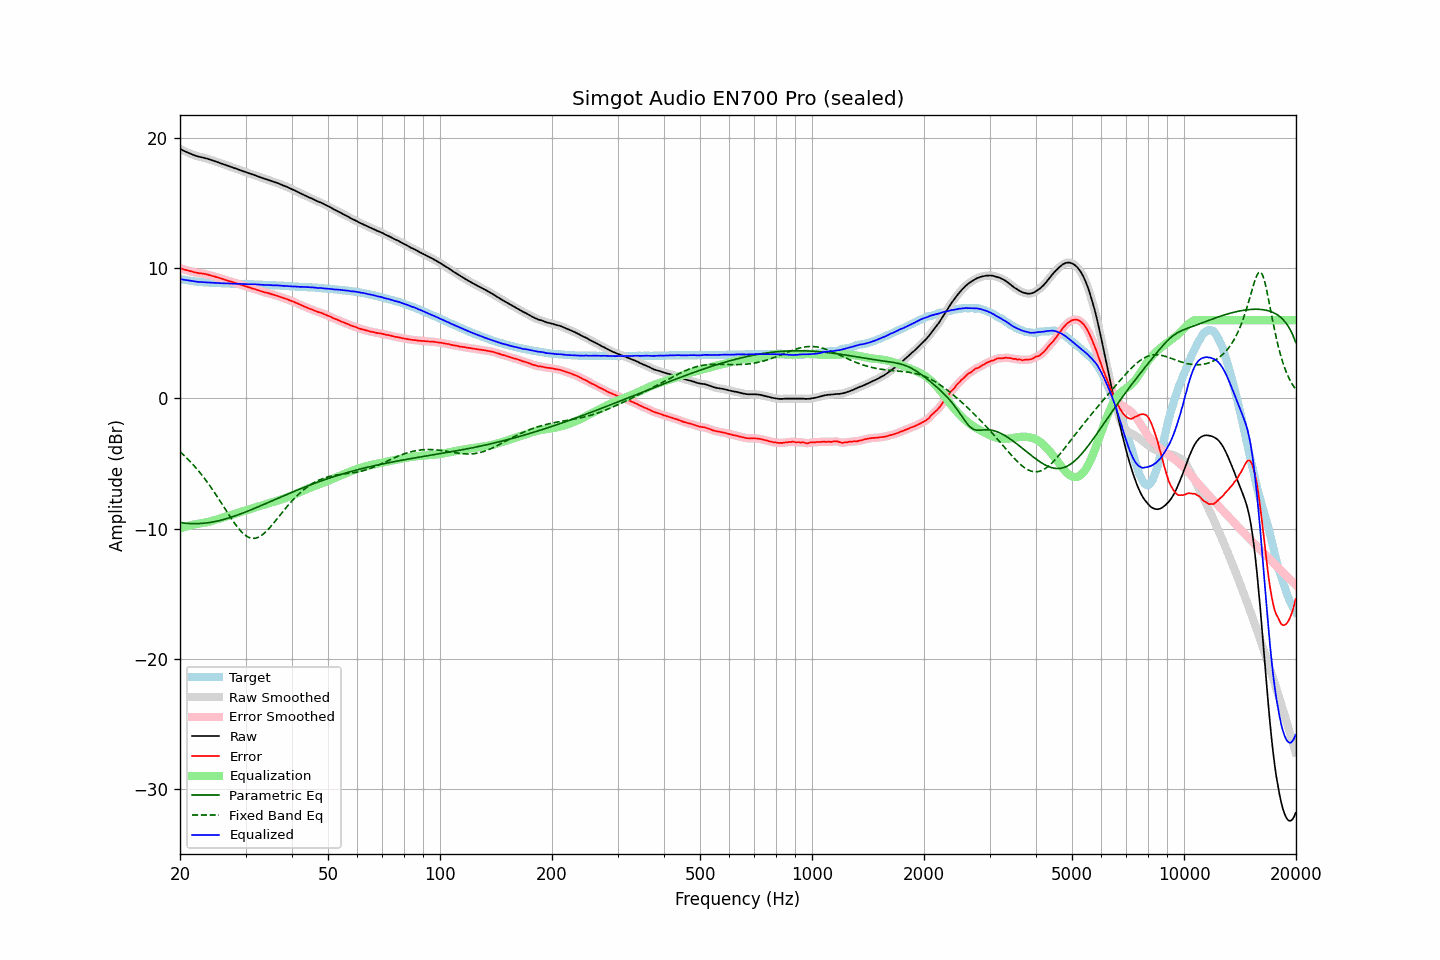 Simgot Audio EN700 Pro (sealed)
Amplitude (dBr)
20
10
0
−10
−20
−30
Target
Raw Smoothed
Error Smoothed
Raw
Error
Equalization
Parametric Eq
Fixed Band Eq
Equalized
20 50 100 200 500 1000 2000 5000 10000 20000
Frequency (Hz)